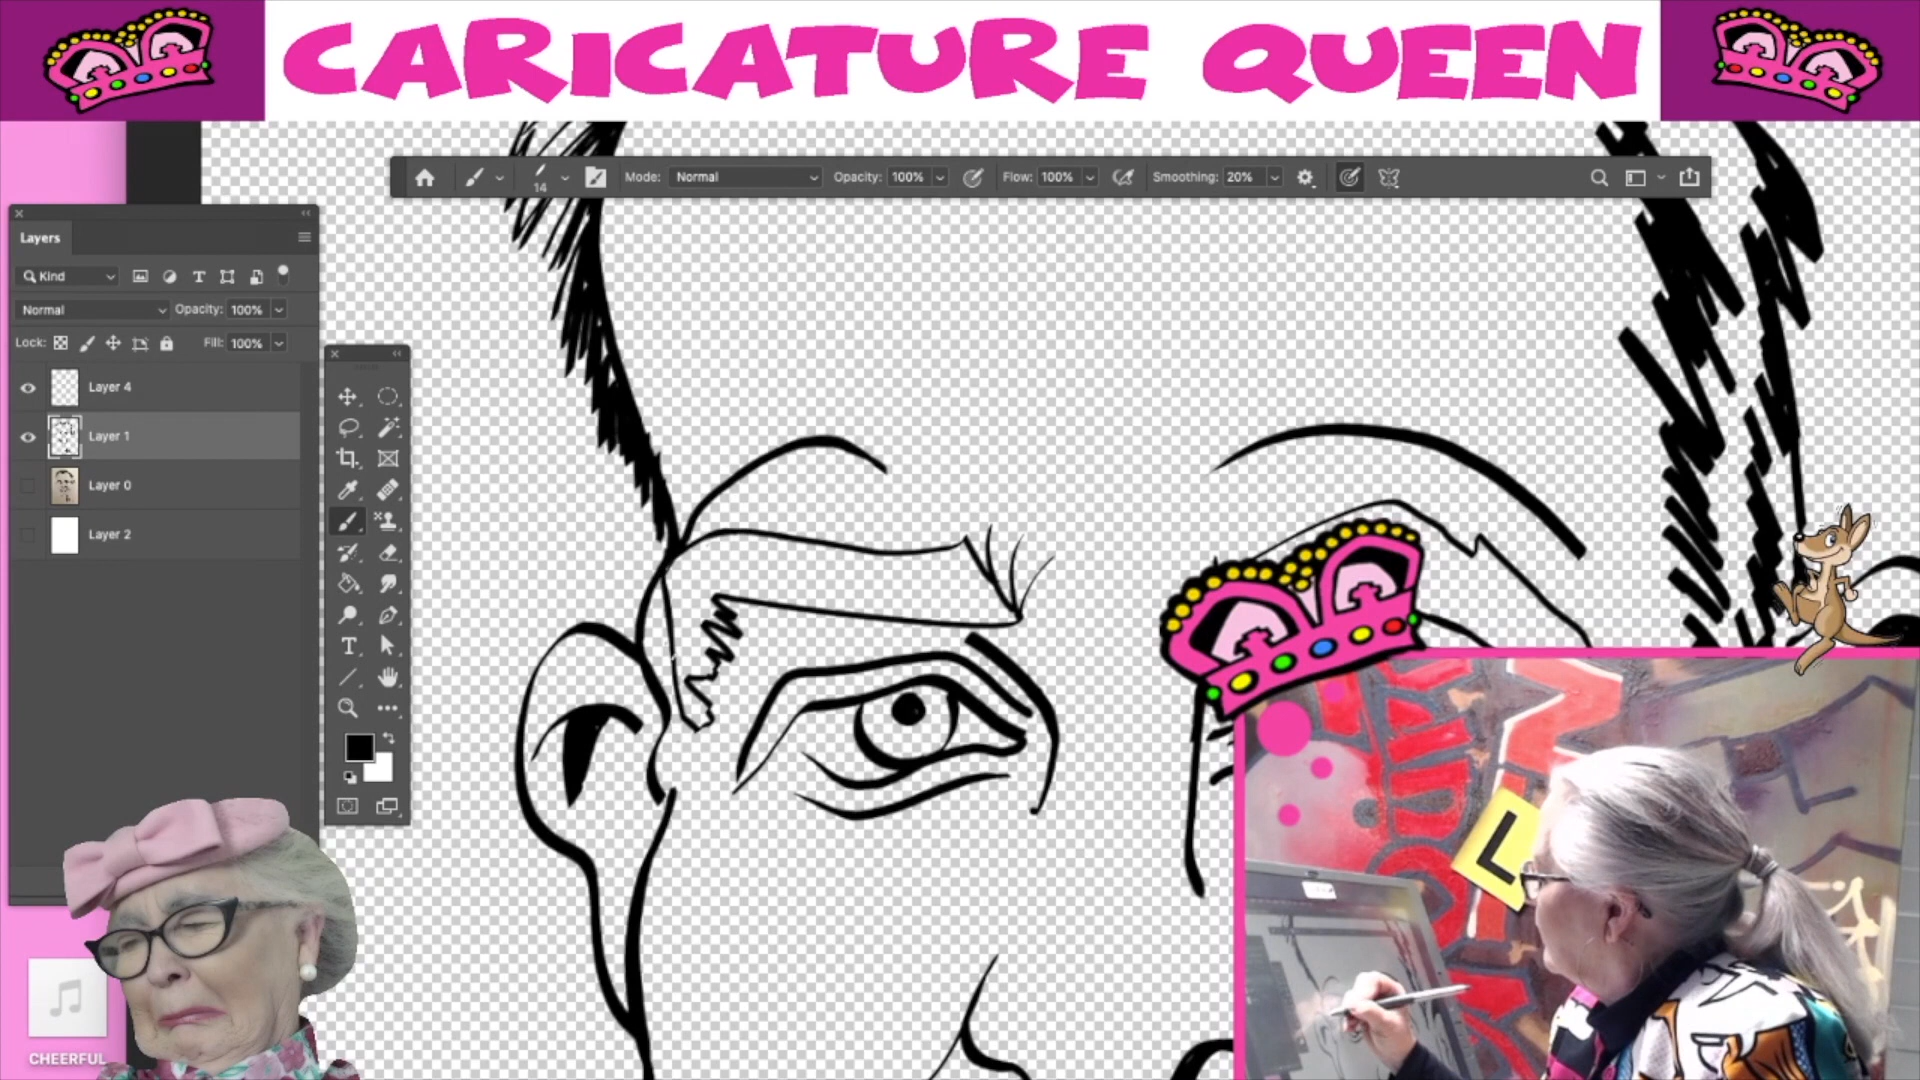 CARICATURE QUEEN
14 Mode: Normal Opacity: 100% Flow: 100% Smoothing: 20%
Layers
Kind
Normal Opacity: 100%
Lock: Fill: 100%
Layer 4
Layer 1
Layer 0
Layer 2
L
CHEERFUL